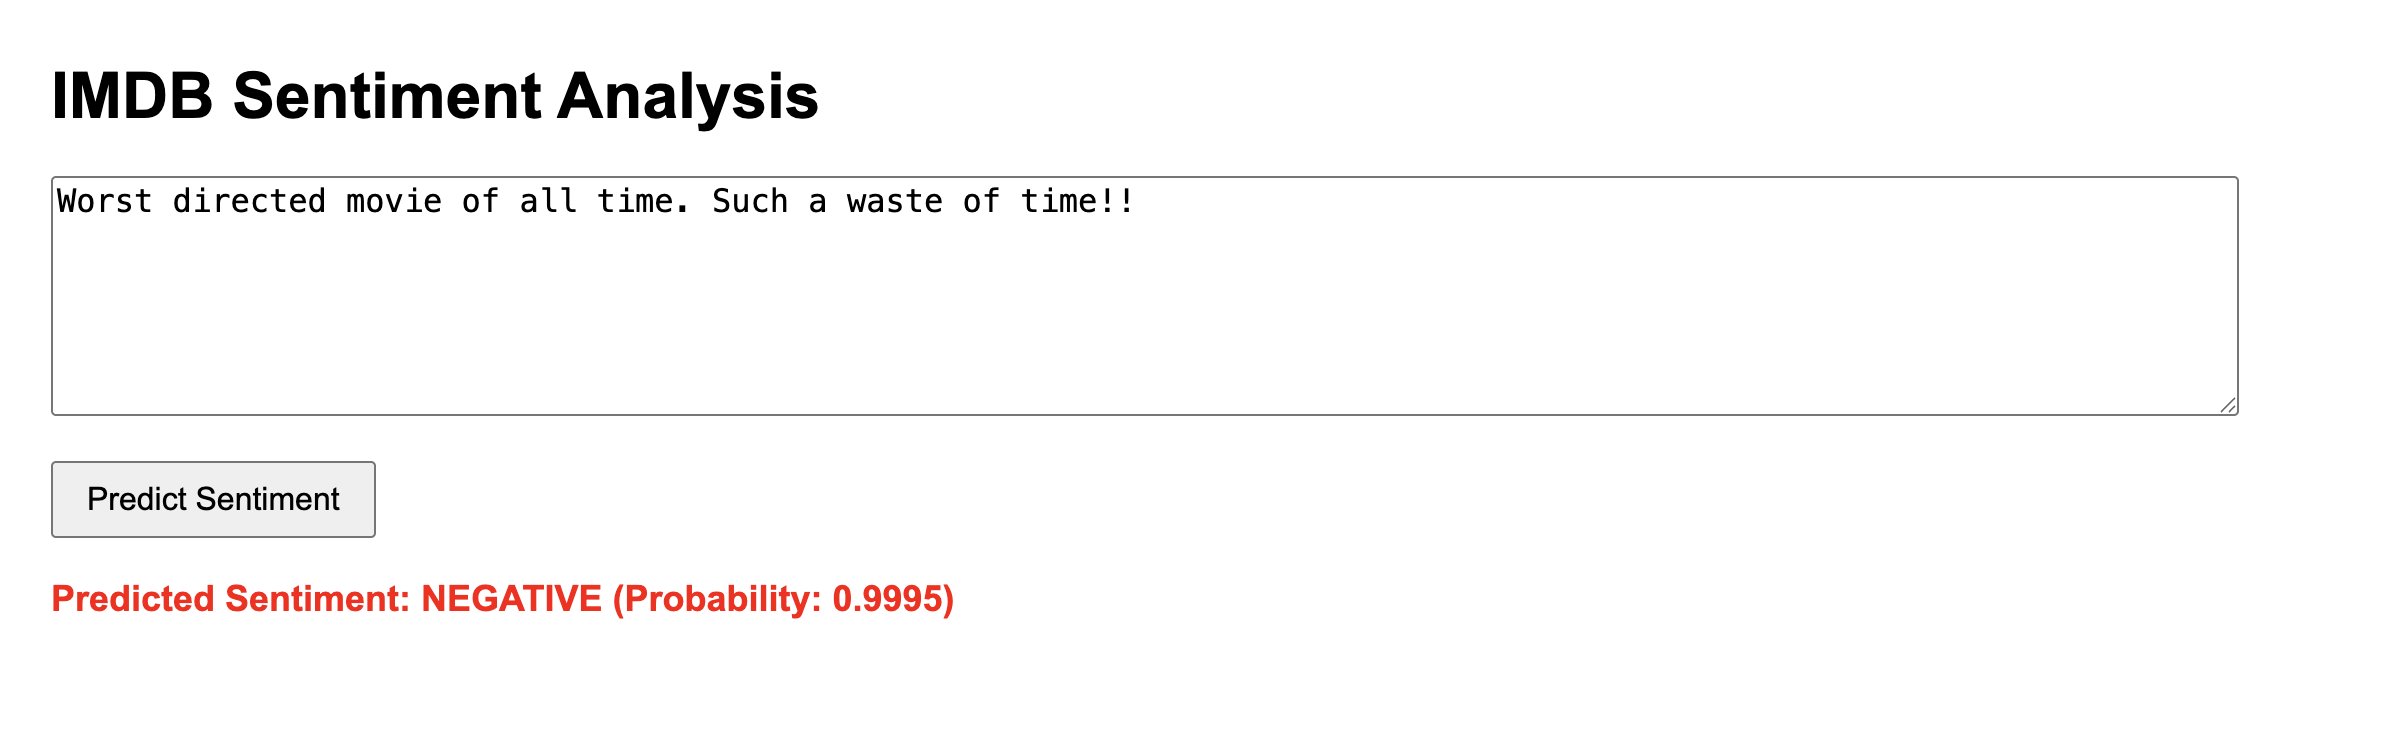 IMDB Sentiment Analysis
Worst directed movie of all time. Such a waste of time!!
Predict Sentiment
Predicted Sentiment: NEGATIVE (Probability: 0.9995)